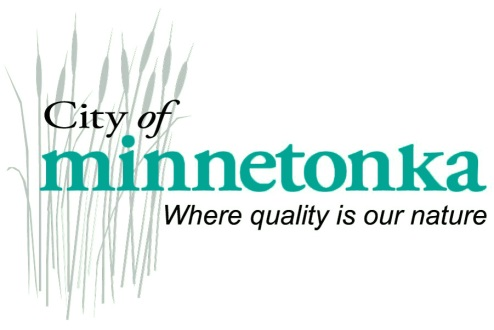 City of
minnetonka
Where quality is our nature